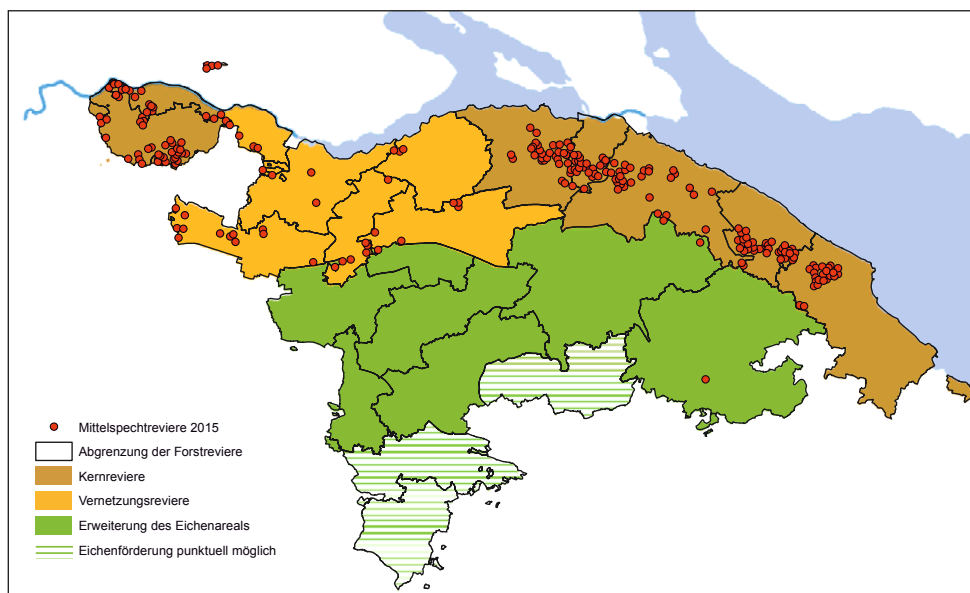 Mittelspechtreviere 2015
Abgrenzung der Forstreviere
Kernreviere
Vernetzungsreviere
Erweiterung des Eichenareals
Eichenförderung punktuell möglich